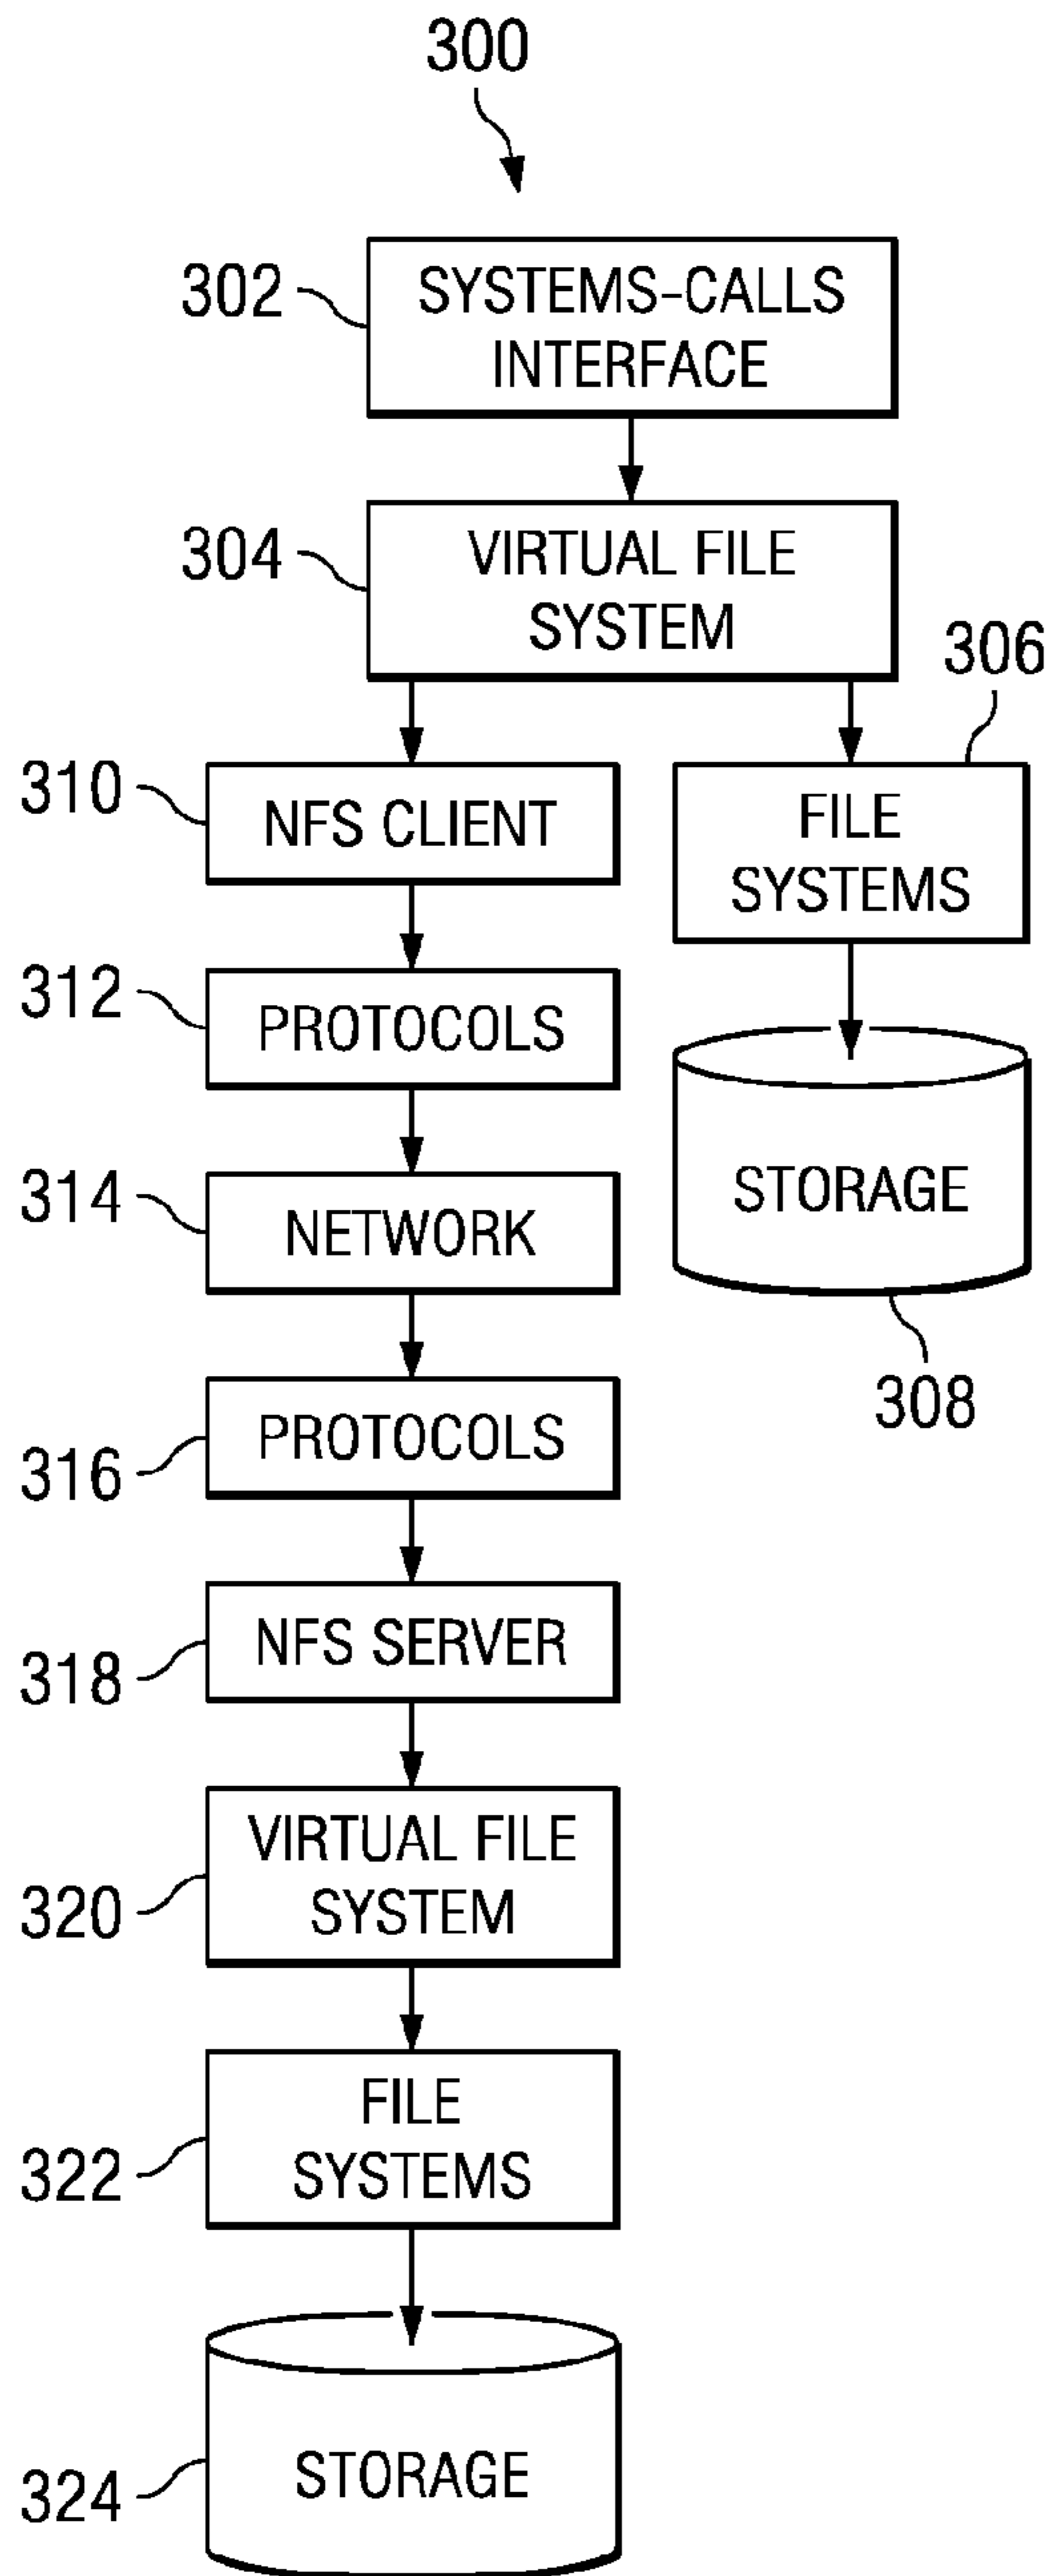 300
302
SYSTEMS-CALLS
INTERFACE
304
VIRTUAL FILE
SYSTEM
306
310
NFS CLIENT
FILE
SYSTEMS
312
PROTOCOLS
314
NETWORK
STORAGE
308
316
PROTOCOLS
318
NFS SERVER
320
VIRTUAL FILE
SYSTEM
322
FILE
SYSTEMS
324
STORAGE